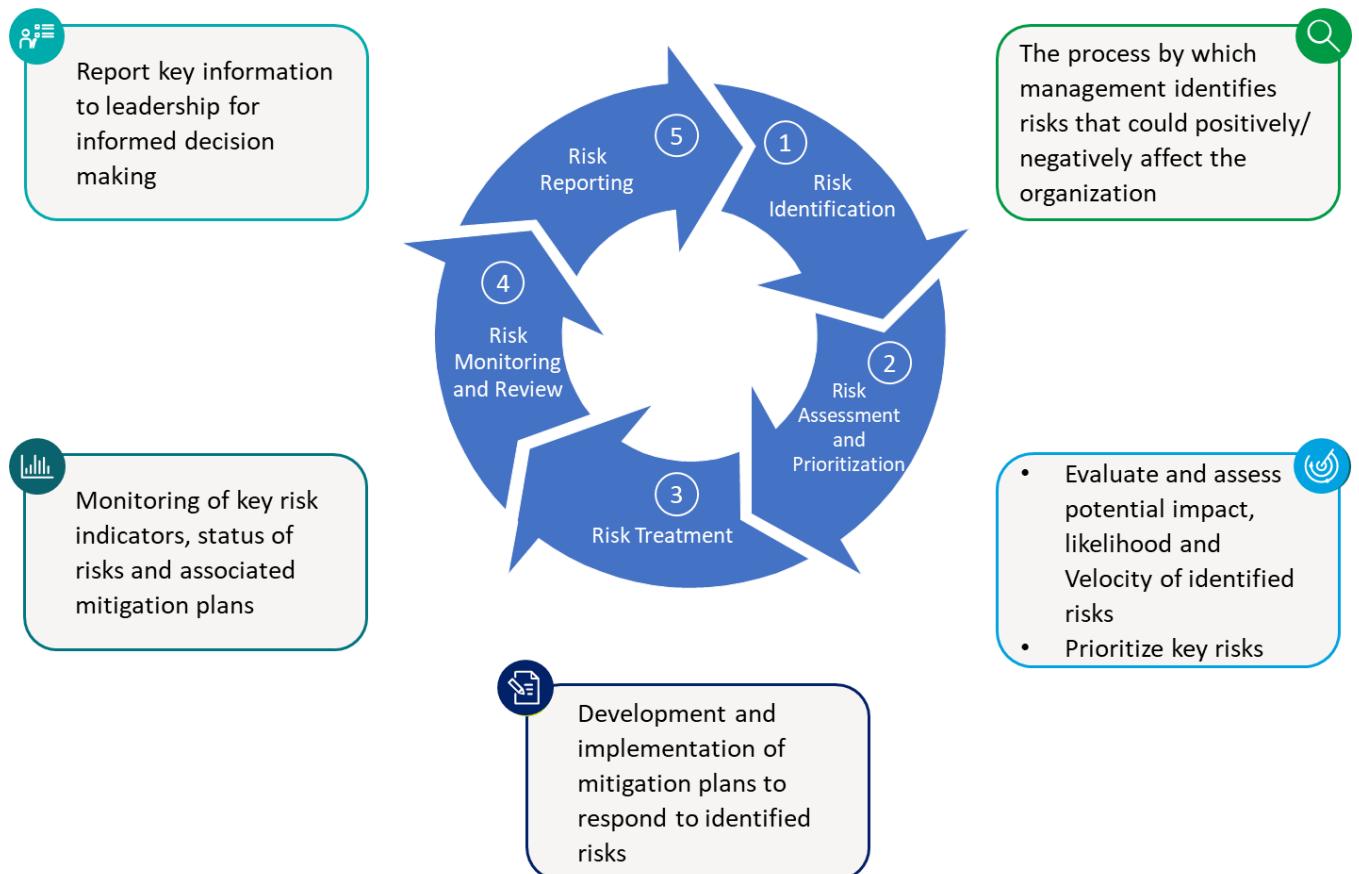 Report key information
to leadership for
informed decision
making
The process by which
management identifies
risks that could positively/
negatively affect the
organization
5
Risk
Reporting
1
Risk
Identification
4
Risk
Monitoring
and Review
2
Risk
Assessment
and
Prioritization
3
Risk Treatment
Monitoring of key risk
indicators, status of
risks and associated
mitigation plans
• Evaluate and assess
potential impact,
likelihood and
Velocity of identified
risks
• Prioritize key risks
Development and
implementation of
mitigation plans to
respond to identified
risks